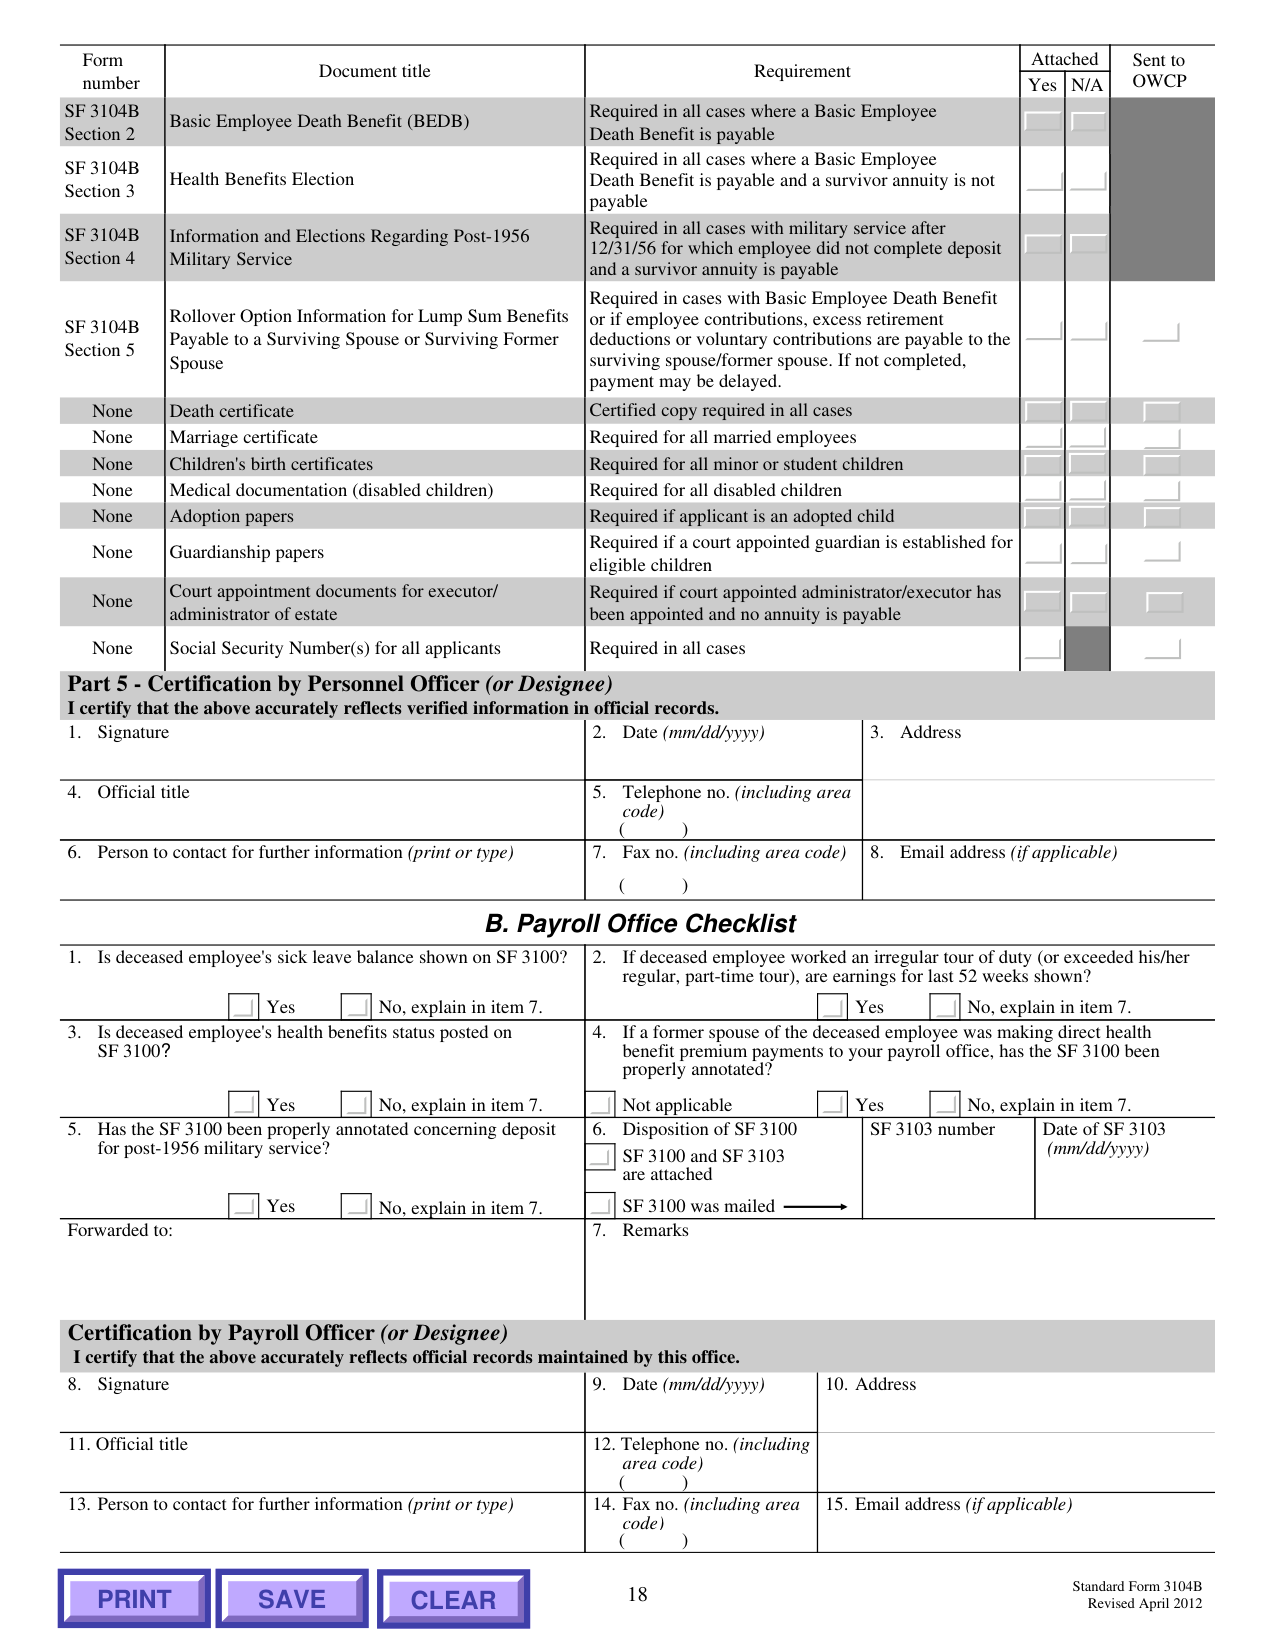 Form number
Document title
Requirement
Attached
Yes
N/A
Sent to OWCP
SF 3104B
Section 2
Basic Employee Death Benefit (BEDB)
Required in all cases where a Basic Employee
Death Benefit is payable
SF 3104B
Section 3
Health Benefits Election
Required in all cases where a Basic Employee
Death Benefit is payable and a survivor annuity is not
payable
SF 3104B
Section 4
Information and Elections Regarding Post-1956
Military Service
Required in all cases with military service after
12/31/56 for which employee did not complete deposit
and a survivor annuity is payable
SF 3104B
Section 5
Rollover Option Information for Lump Sum Benefits
Payable to a Surviving Spouse or Surviving Former
Spouse
Required in cases with Basic Employee Death Benefit
or if employee contributions, excess retirement
deductions or voluntary contributions are payable to the
surviving spouse/former spouse. If not completed,
payment may be delayed.
None
Death certificate
Certified copy required in all cases
None
Marriage certificate
Required for all married employees
None
Children's birth certificates
Required for all minor or student children
None
Medical documentation (disabled children)
Required for all disabled children
None
Adoption papers
Required if applicant is an adopted child
None
Guardianship papers
Required if a court appointed guardian is established for
eligible children
None
Court appointment documents for executor/
administrator of estate
Required if court appointed administrator/executor has
been appointed and no annuity is payable
None
Social Security Number(s) for all applicants
Required in all cases
Part 5 - Certification by Personnel Officer (or Designee)
I certify that the above accurately reflects verified information in official records.
1. Signature
2. Date (mm/dd/yyyy)
3. Address
4. Official title
5. Telephone no. (including area
code)
( )
6. Person to contact for further information (print or type)
7. Fax no. (including area code)
( )
8. Email address (if applicable)
B. Payroll Office Checklist
1. Is deceased employee's sick leave balance shown on SF 3100?
Yes
No, explain in item 7.
2. If deceased employee worked an irregular tour of duty (or exceeded his/her
regular, part-time tour), are earnings for last 52 weeks shown?
Yes
No, explain in item 7.
3. Is deceased employee's health benefits status posted on
SF 3100?
Yes
No, explain in item 7.
4. If a former spouse of the deceased employee was making direct health
benefit premium payments to your payroll office, has the SF 3100 been
properly annotated?
Not applicable
Yes
No, explain in item 7.
5. Has the SF 3100 been properly annotated concerning deposit
for post-1956 military service?
Yes
No, explain in item 7.
6. Disposition of SF 3100
SF 3100 and SF 3103
are attached
SF 3100 was mailed
SF 3103 number
Date of SF 3103
(mm/dd/yyyy)
Forwarded to:
7. Remarks
Certification by Payroll Officer (or Designee)
I certify that the above accurately reflects official records maintained by this office.
8. Signature
9. Date (mm/dd/yyyy)
10. Address
11. Official title
12. Telephone no. (including
area code)
( )
13. Person to contact for further information (print or type)
14. Fax no. (including area
code)
( )
15. Email address (if applicable)
PRINT
SAVE
CLEAR
18
Standard Form 3104B
Revised April 2012